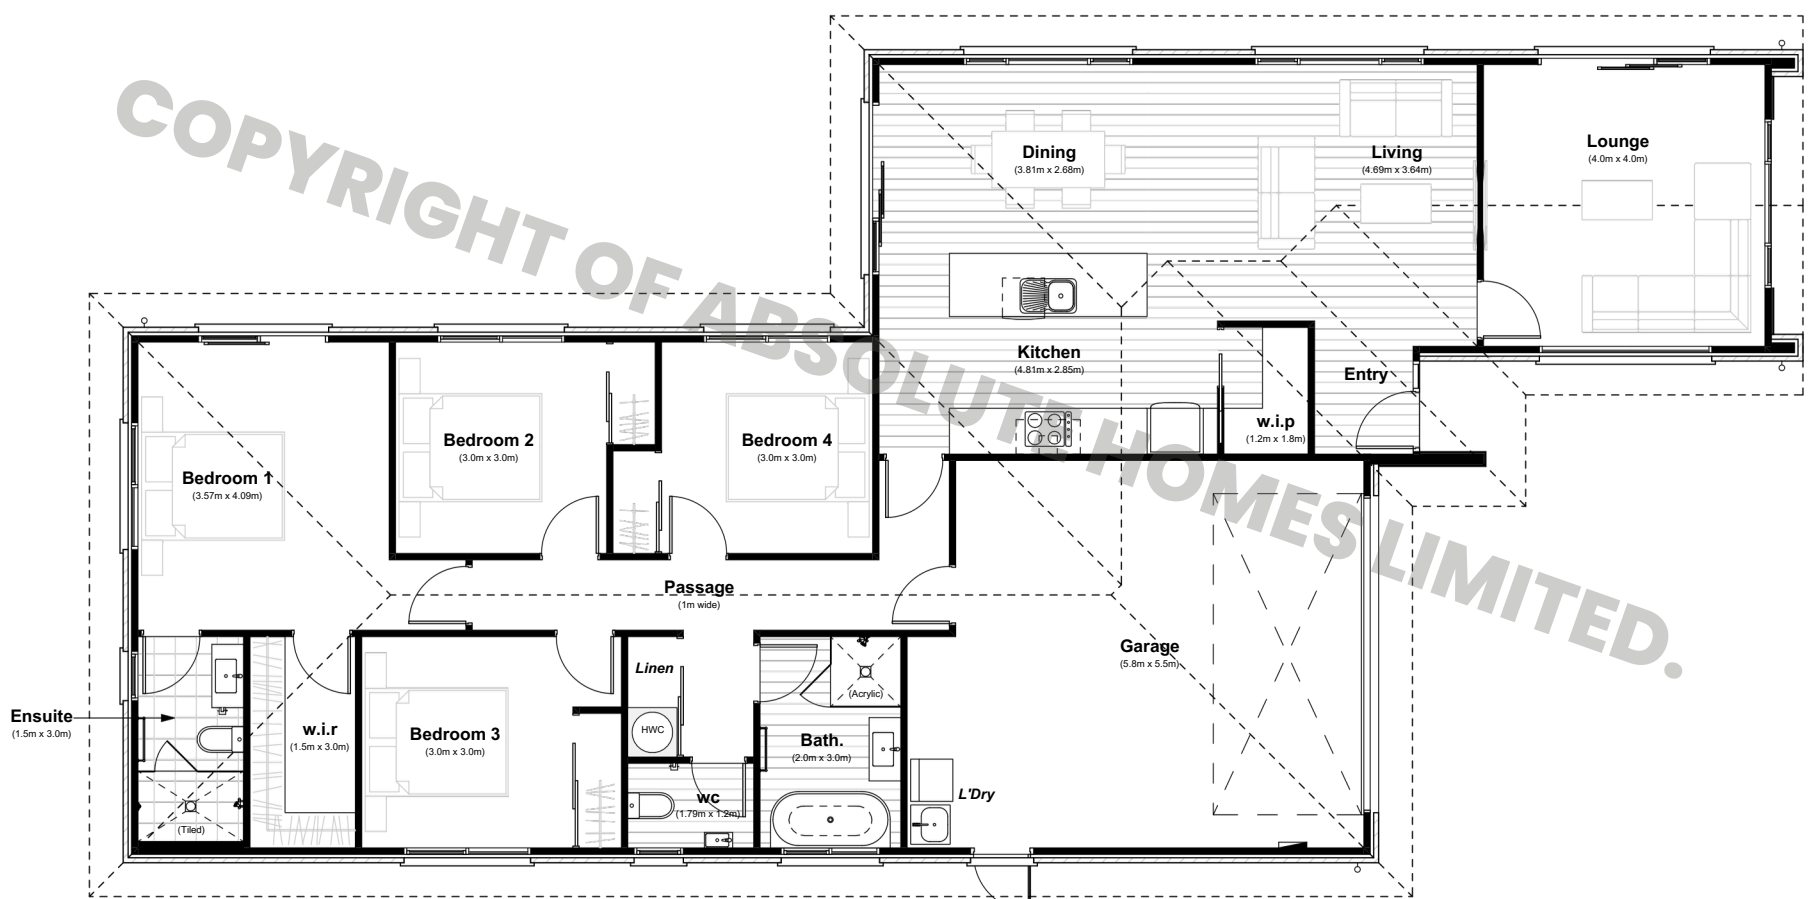 COPYRIGHT OF ABSOLUTE HOMES LIMITED.
Dining
(3.81m x 2.68m)
Living
(4.69m x 3.64m)
Lounge
(4.0m x 4.0m)
Kitchen
(4.81m x 2.85m)
Entry
w.i.p
(1.2m x 1.8m)
Bedroom 1
(3.57m x 4.09m)
Bedroom 2
(3.0m x 3.0m)
Bedroom 4
(3.0m x 3.0m)
Passage
(1m wide)
Garage
(5.8m x 5.5m)
Ensuite
(1.5m x 3.0m)
(Tiled)
w.i.r
(1.5m x 3.0m)
Bedroom 3
(3.0m x 3.0m)
Linen
HWC
wc
(1.79m x 1.2m)
(Acrylic)
Bath.
(2.0m x 3.0m)
L'Dry